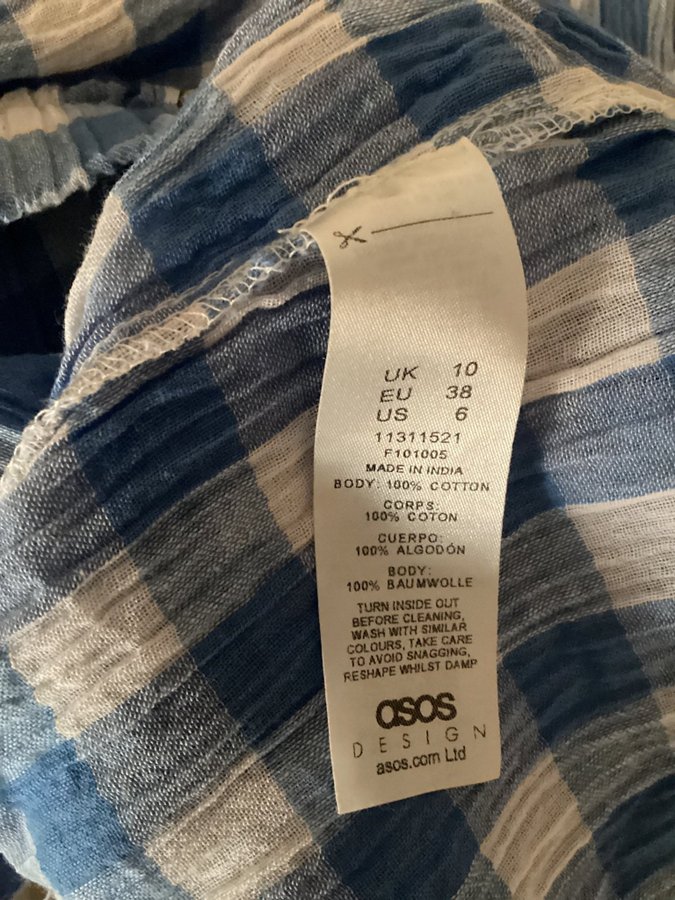 UK 10
EU 38
US 6
11311521
F101005
MADE IN INDIA
BODY: 100% COTTON
CORPS:
100% COTON
CUERPO:
100% ALGODÓN
BODY:
100% BAUMWOLLE
TURN INSIDE OUT
BEFORE CLEANING,
WASH WITH SIMILAR
COLOURS, TAKE CARE
TO AVOID SNAGGING,
RESHAPE WHILST DAMP
asos
DESIGN
asos.com Ltd